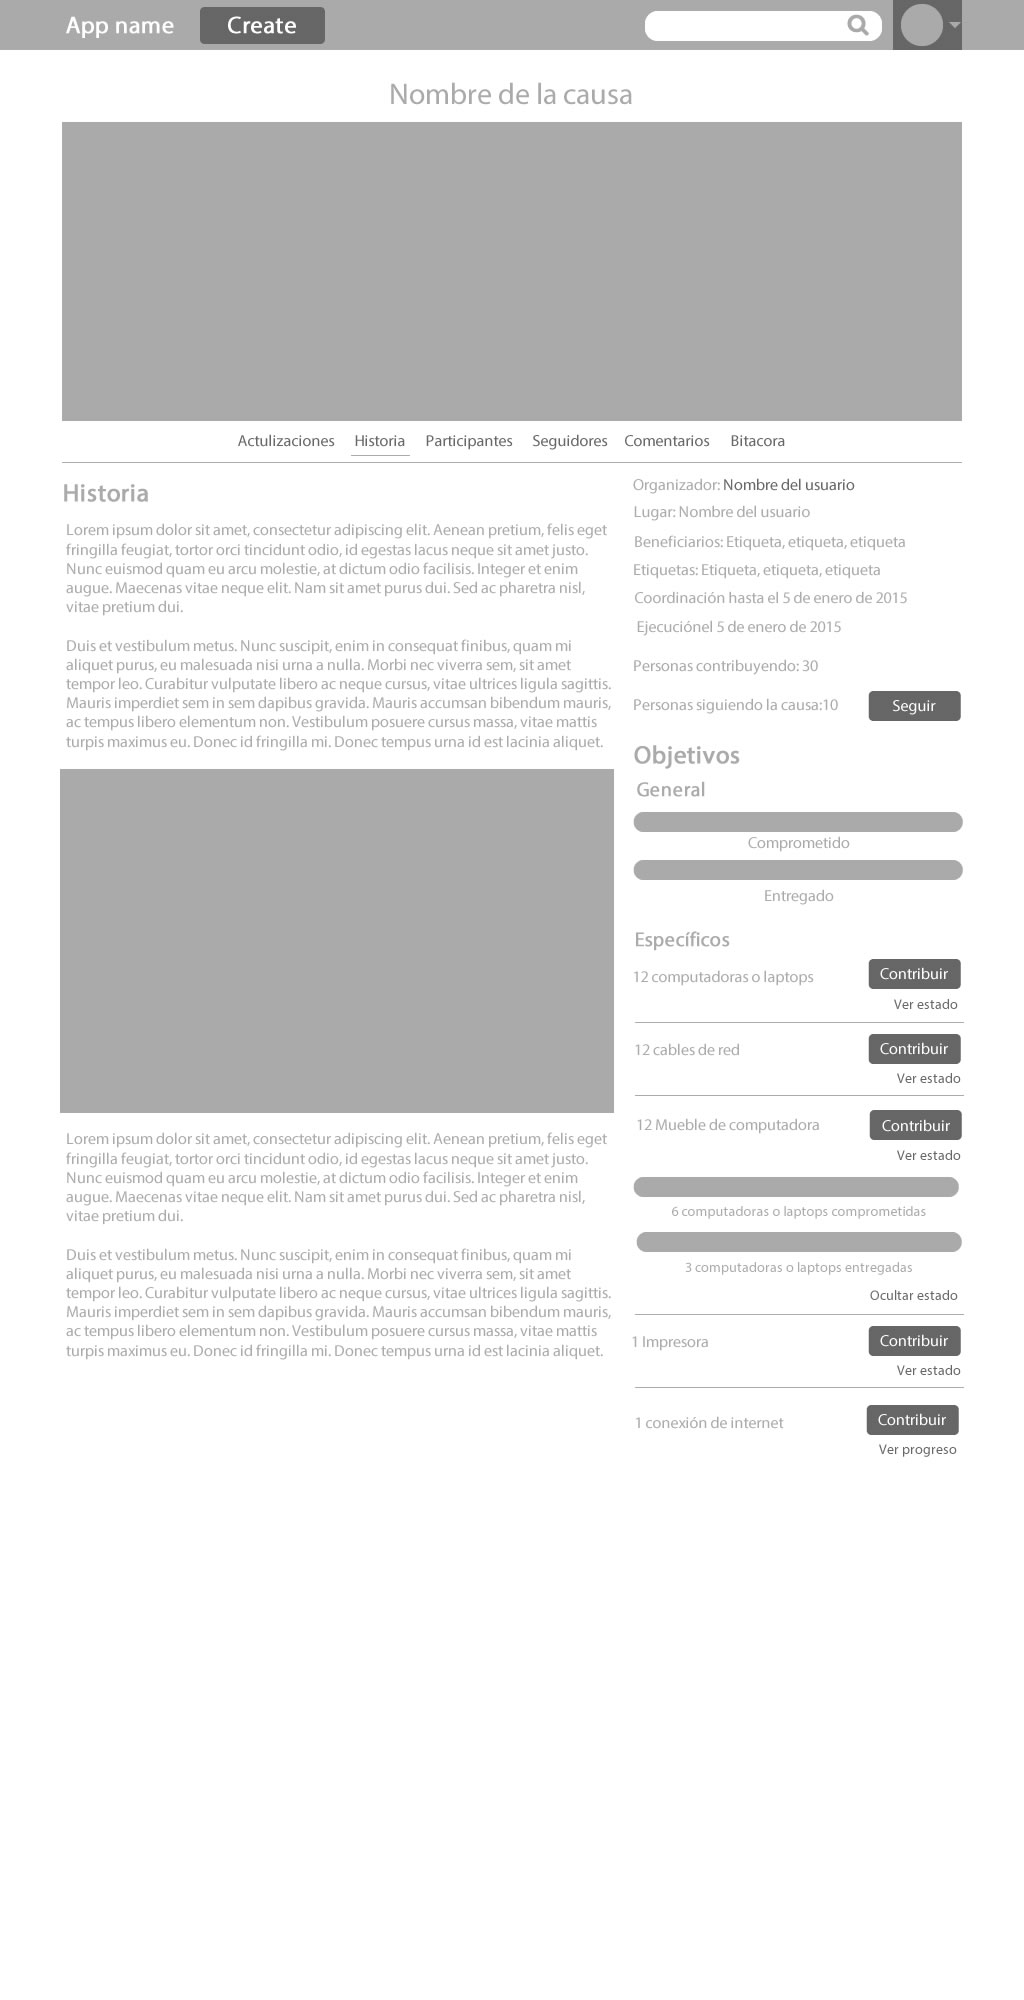 App name
Create
Nombre de la causa
Actulizaciones
Historia
Participantes
Seguidores
Comentarios
Bitacora
Historia
Lorem ipsum dolor sit amet, consectetur adipiscing elit. Aenean pretium, felis eget
fringilla feugiat, tortor orci tincidunt odio, id egestas lacus neque sit amet justo.
Nunc euismod quam eu arcu molestie, at dictum odio facilisis. Integer et enim
augue. Maecenas vitae neque elit. Nam sit amet purus dui. Sed ac pharetra nisl,
vitae pretium dui.
Duis et vestibulum metus. Nunc suscipit, enim in consequat finibus, quam mi
aliquet purus, eu malesuada nisi urna a nulla. Morbi nec viverra sem, sit amet
tempor leo. Curabitur vulputate libero ac neque cursus, vitae ultrices ligula sagittis.
Mauris imperdiet sem in sem dapibus gravida. Mauris accumsan bibendum mauris,
ac tempus libero elementum non. Vestibulum posuere cursus massa, vitae mattis
turpis maximus eu. Donec id fringilla mi. Donec tempus urna id est lacinia aliquet.
Lorem ipsum dolor sit amet, consectetur adipiscing elit. Aenean pretium, felis eget
fringilla feugiat, tortor orci tincidunt odio, id egestas lacus neque sit amet justo.
Nunc euismod quam eu arcu molestie, at dictum odio facilisis. Integer et enim
augue. Maecenas vitae neque elit. Nam sit amet purus dui. Sed ac pharetra nisl,
vitae pretium dui.
Duis et vestibulum metus. Nunc suscipit, enim in consequat finibus, quam mi
aliquet purus, eu malesuada nisi urna a nulla. Morbi nec viverra sem, sit amet
tempor leo. Curabitur vulputate libero ac neque cursus, vitae ultrices ligula sagittis.
Mauris imperdiet sem in sem dapibus gravida. Mauris accumsan bibendum mauris,
ac tempus libero elementum non. Vestibulum posuere cursus massa, vitae mattis
turpis maximus eu. Donec id fringilla mi. Donec tempus urna id est lacinia aliquet.
Organizador: Nombre del usuario
Lugar: Nombre del usuario
Beneficiarios: Etiqueta, etiqueta, etiqueta
Etiquetas: Etiqueta, etiqueta, etiqueta
Coordinación hasta el 5 de enero de 2015
Ejecuciónel 5 de enero de 2015
Personas contribuyendo: 30
Personas siguiendo la causa:10
Seguir
Objetivos
General
Comprometido
Entregado
Específicos
12 computadoras o laptops
Contribuir
Ver estado
12 cables de red
Contribuir
Ver estado
12 Mueble de computadora
Contribuir
Ver estado
6 computadoras o laptops comprometidas
3 computadoras o laptops entregadas
Ocultar estado
1 Impresora
Contribuir
Ver estado
1 conexión de internet
Contribuir
Ver progreso